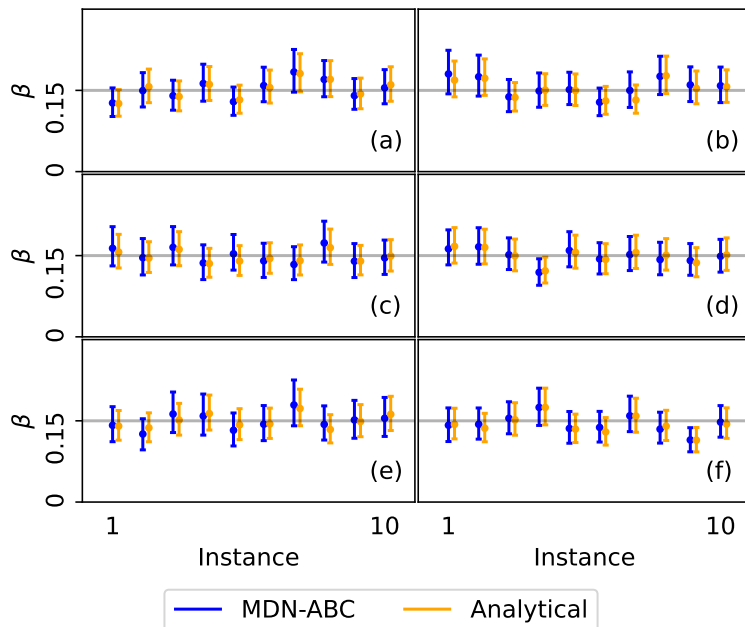 β
0.15
0
(a)
(b)
β
0.15
0
(c)
(d)
β
0.15
0
(e)
(f)
1
10
1
10
Instance
Instance
MDN-ABC
Analytical